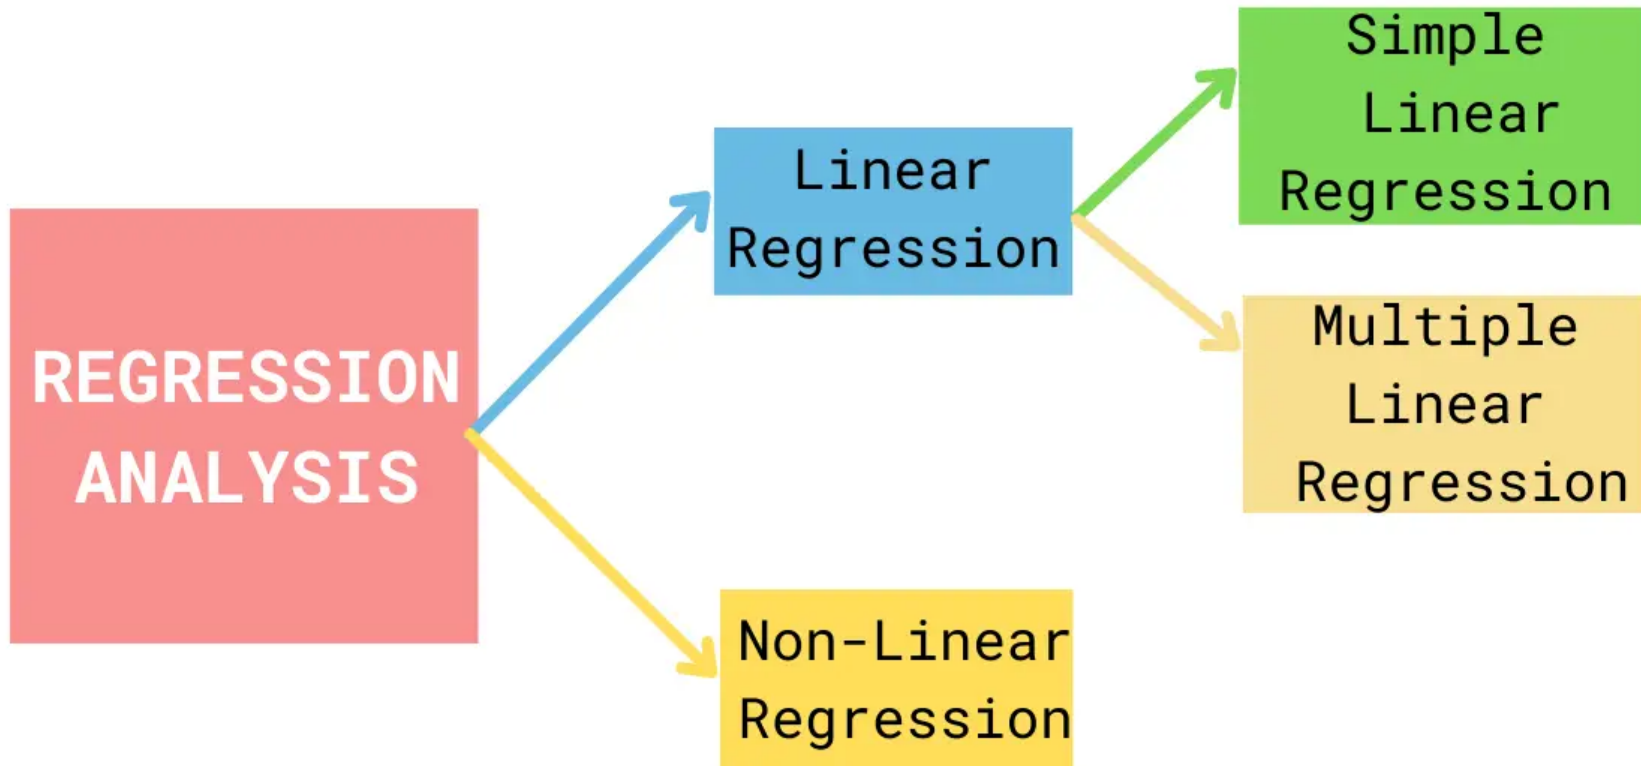 REGRESSION
ANALYSIS
Linear
Regression
Non-Linear
Regression
Simple
Linear
Regression
Multiple
Linear
Regression